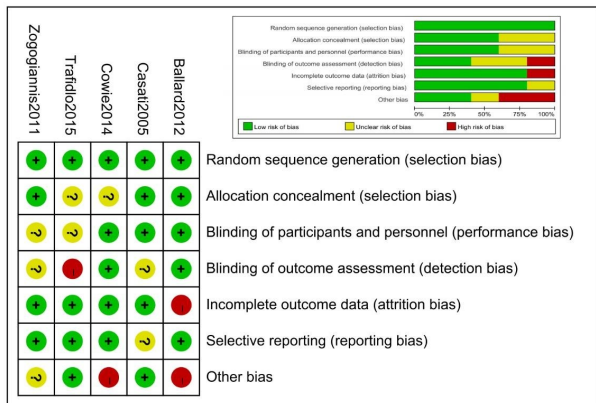 Random sequence generation (selection bias)
Allocation concealment (selection bias)
Blinding of participants and personnel (performance bias)
Blinding of outcome assessment (detection bias)
Incomplete outcome data (attrition bias)
Selective reporting (reporting bias)
Other bias
0% 25% 50% 75% 100%
Low risk of bias Unclear risk of bias High risk of bias
Zogogiannis2011 Trafidlo2015 Cowie2014 Casati2005 Ballard2012
+ + + + + Random sequence generation (selection bias)
+ ? ? + + Allocation concealment (selection bias)
? ? + + + Blinding of participants and personnel (performance bias)
? - + ? + Blinding of outcome assessment (detection bias)
+ + + + - Incomplete outcome data (attrition bias)
+ + + ? + Selective reporting (reporting bias)
? + - + - Other bias